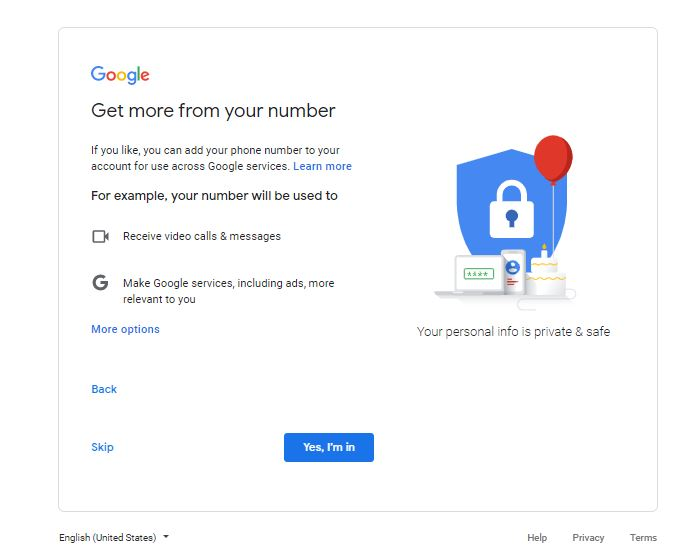 Google
Get more from your number
If you like, you can add your phone number to your
account for use across Google services. Learn more
For example, your number will be used to
Receive video calls & messages
G
Make Google services, including ads, more
relevant to you
More options
Back
Skip
Yes, I'm in
****
Your personal info is private & safe
English (United States)
Help
Privacy
Terms